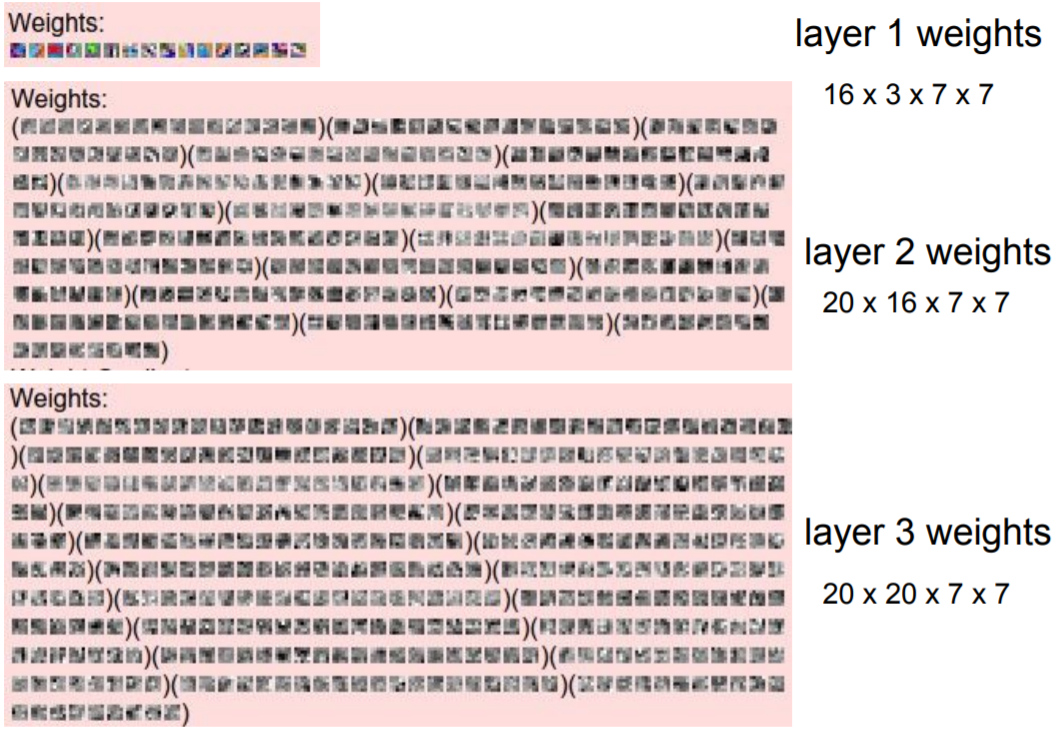 Weights:
layer 1 weights
16 x 3 x 7 x 7
Weights:
( )( )(
)( )(
)( )( )(
)( )(
)( )( )(
)( )(
)( )( )(
)( )(
)
layer 2 weights
20 x 16 x 7 x 7
Weights:
( )(
)( )(
)( )(
)( )(
)( )(
)( )(
)( )(
)( )(
)( )(
)( )(
)
layer 3 weights
20 x 20 x 7 x 7